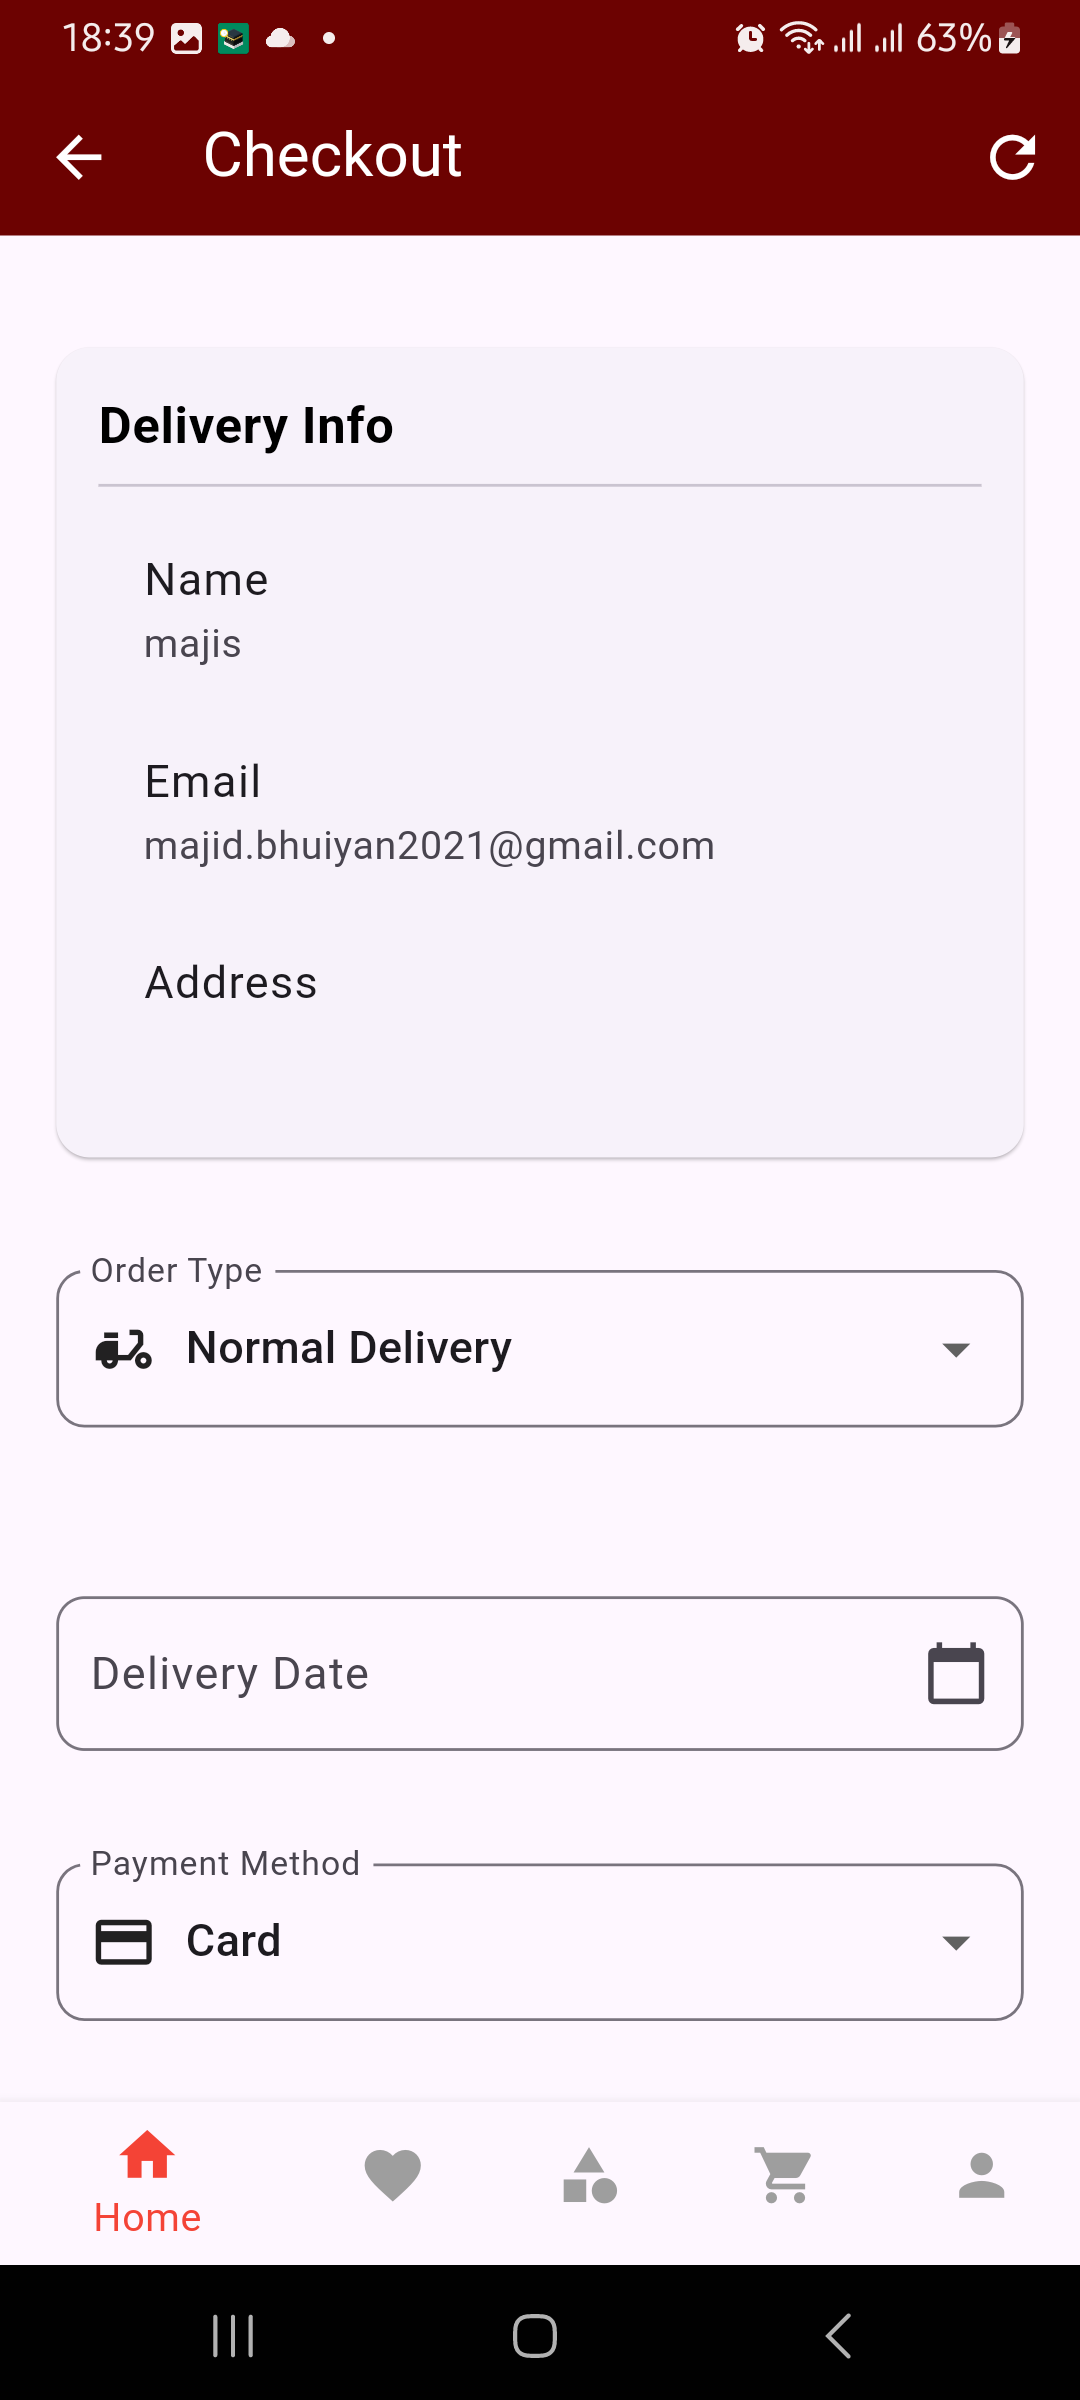 18:39
63%
Checkout
Delivery Info
Name
majis
Email
majid.bhuiyan2021@gmail.com
Address
Order Type
Normal Delivery
Delivery Date
Payment Method
Card
Home